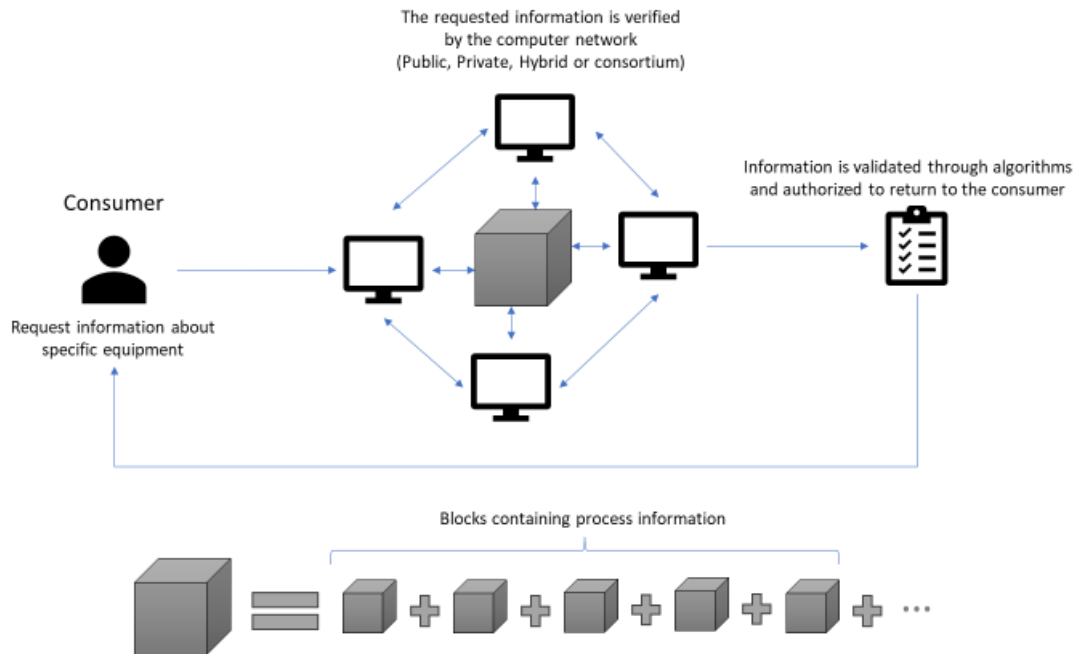 The requested information is verified
by the computer network
(Public, Private, Hybrid or consortium)
Information is validated through algorithms
and authorized to return to the consumer
Consumer
Request information about
specific equipment
Blocks containing process information
...